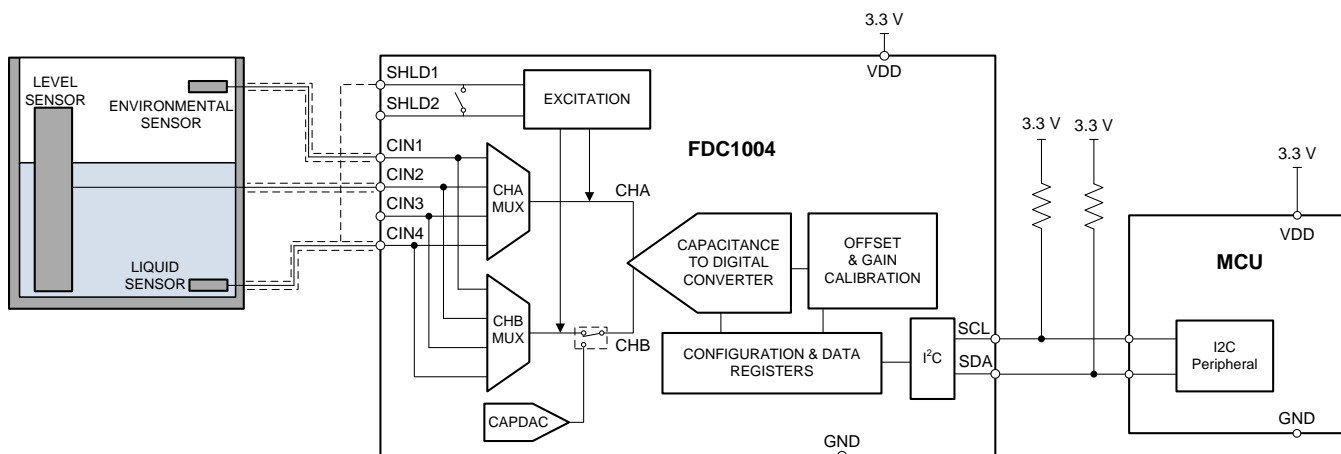 3.3 V
VDD
LEVEL
SENSOR
ENVIRONMENTAL
SENSOR
LIQUID
SENSOR
SHLD1
SHLD2
CIN1
CIN2
CIN3
CIN4
EXCITATION
FDC1004
CHA
MUX
CHA
CHB
MUX
CHB
CAPDAC
CAPACITANCE
TO DIGITAL
CONVERTER
OFFSET
& GAIN
CALIBRATION
CONFIGURATION & DATA
REGISTERS
I²C
SCL
SDA
GND
3.3 V
3.3 V
3.3 V
VDD
MCU
I2C
Peripheral
GND